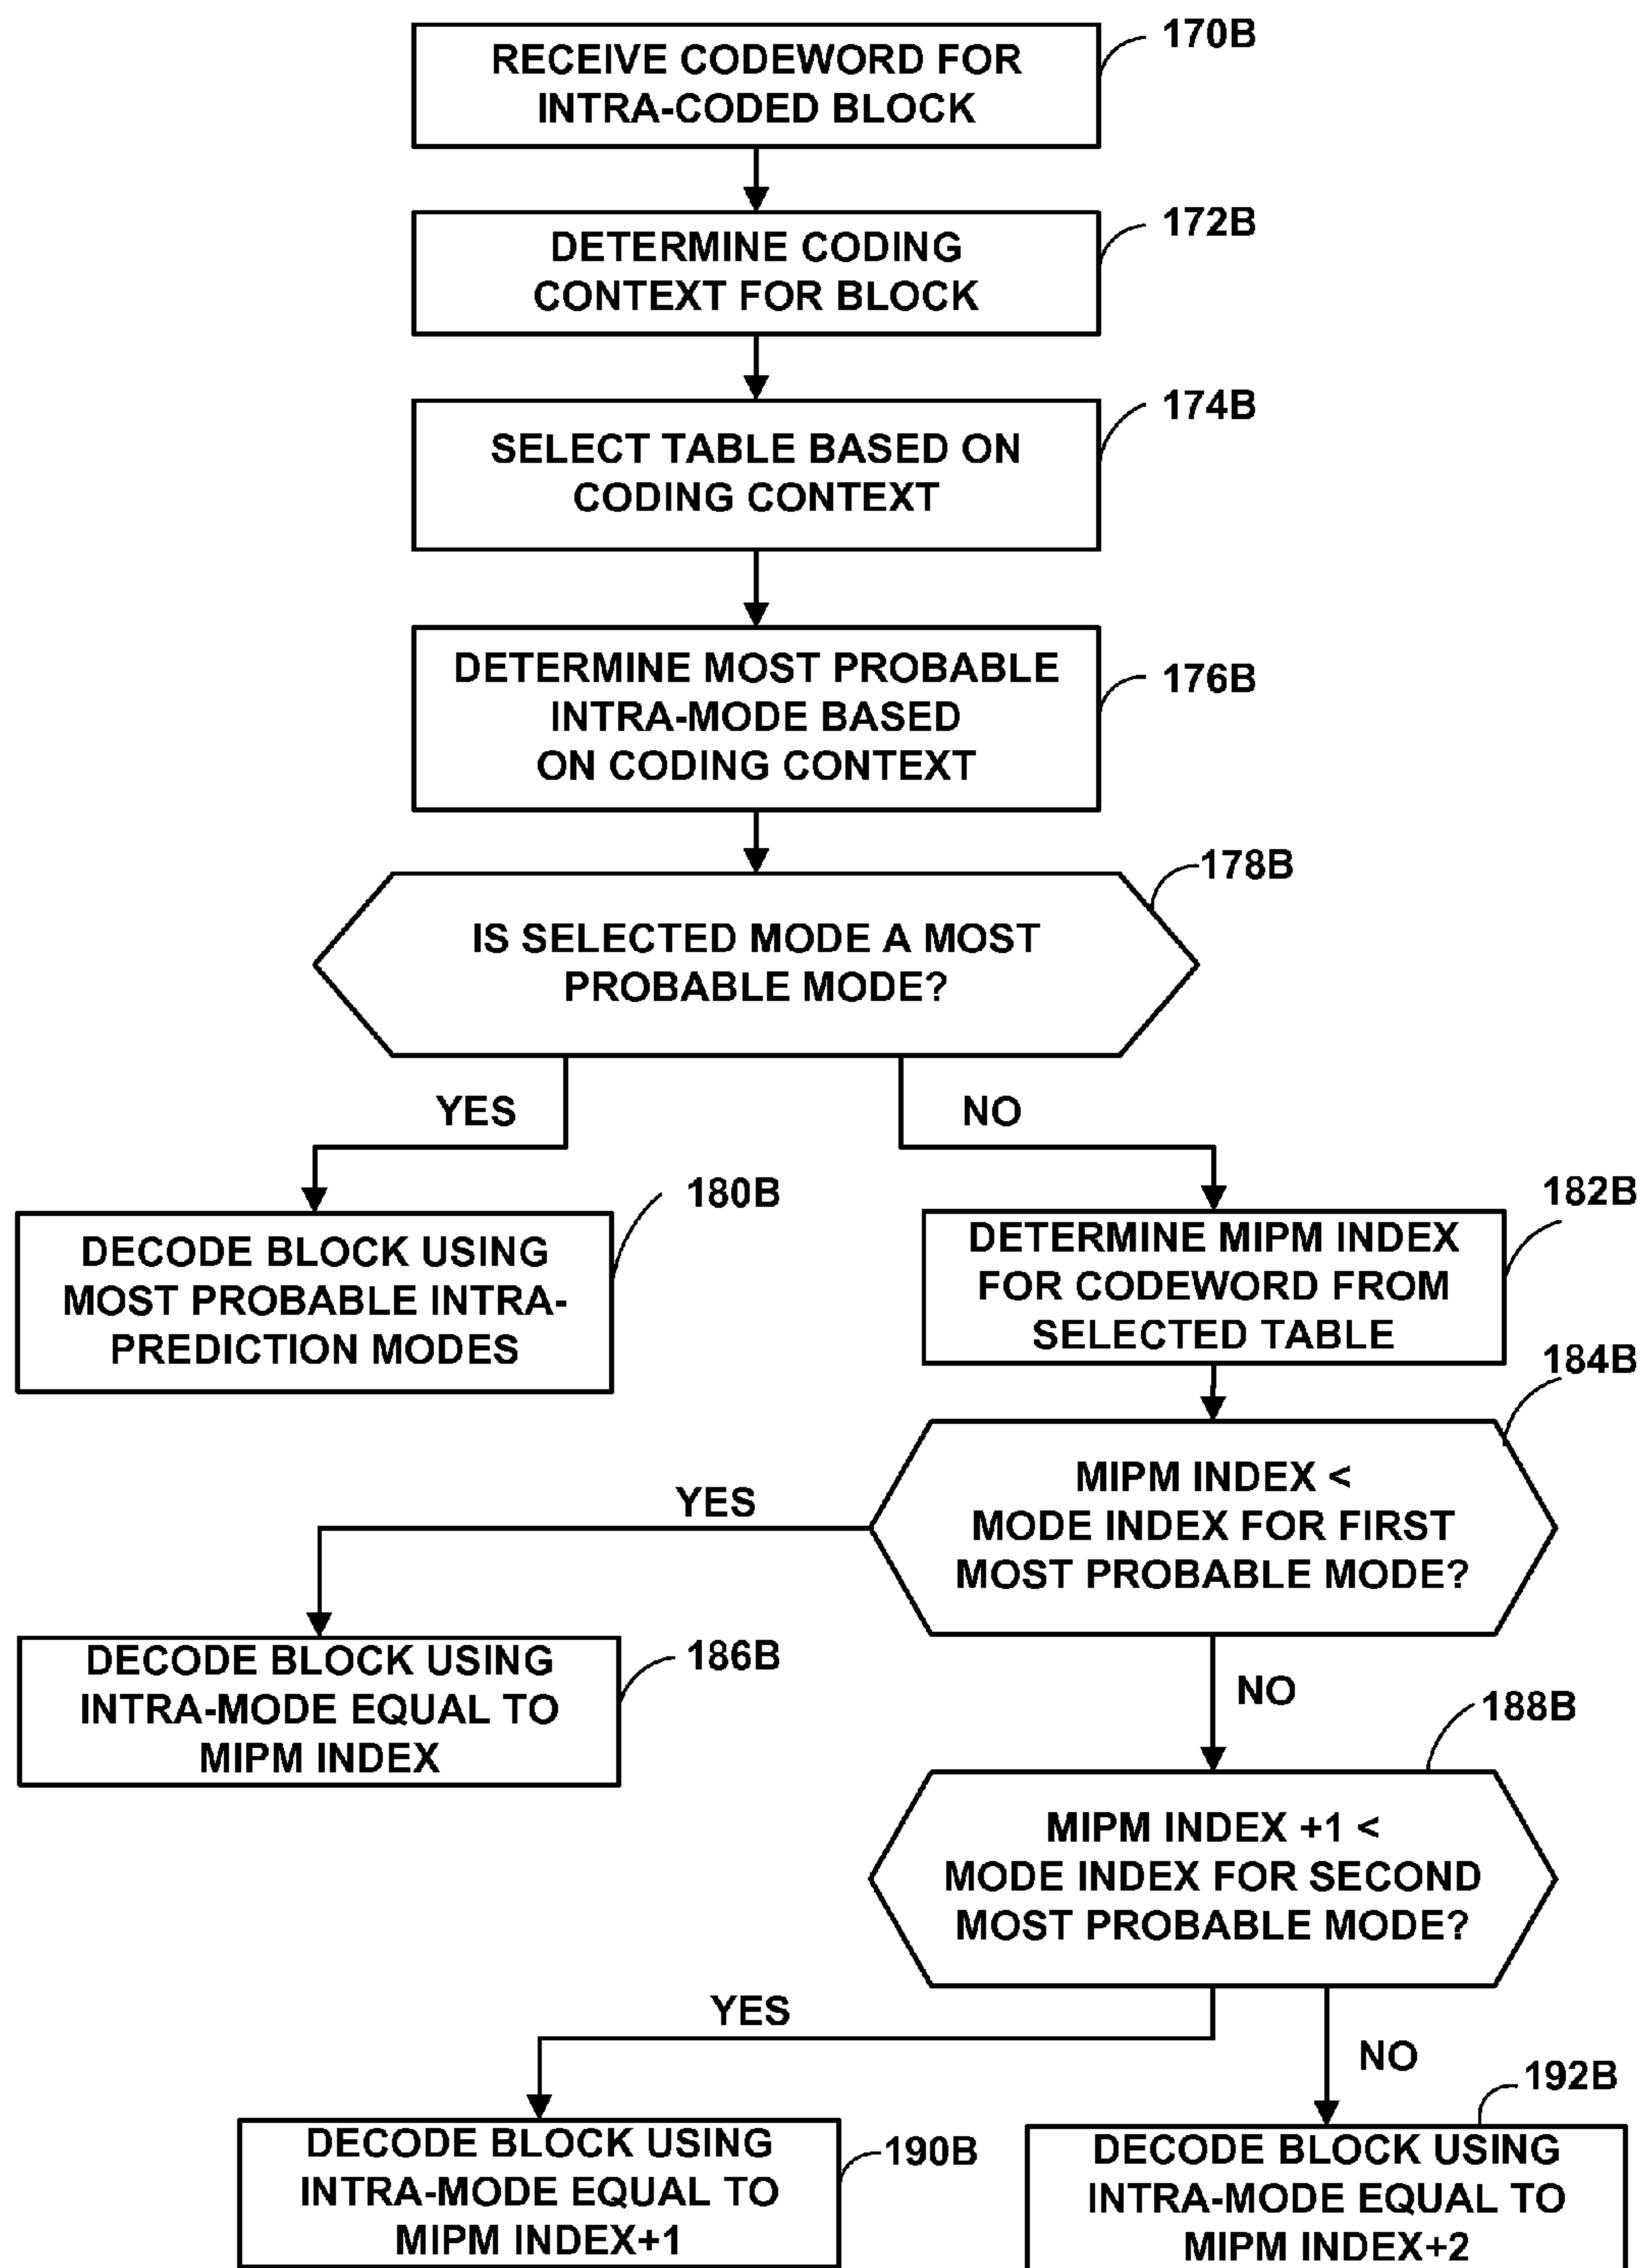 RECEIVE CODEWORD FOR
INTRA-CODED BLOCK
170B
DETERMINE CODING
CONTEXT FOR BLOCK
172B
SELECT TABLE BASED ON
CODING CONTEXT
174B
DETERMINE MOST PROBABLE
INTRA-MODE BASED
ON CODING CONTEXT
176B
IS SELECTED MODE A MOST
PROBABLE MODE?
178B
YES
NO
DECODE BLOCK USING
MOST PROBABLE INTRA-
PREDICTION MODES
180B
DETERMINE MIPM INDEX
FOR CODEWORD FROM
SELECTED TABLE
182B
MIPM INDEX <
MODE INDEX FOR FIRST
MOST PROBABLE MODE?
184B
YES
NO
DECODE BLOCK USING
INTRA-MODE EQUAL TO
MIPM INDEX
186B
MIPM INDEX +1 <
MODE INDEX FOR SECOND
MOST PROBABLE MODE?
188B
YES
NO
DECODE BLOCK USING
INTRA-MODE EQUAL TO
MIPM INDEX+1
190B
DECODE BLOCK USING
INTRA-MODE EQUAL TO
MIPM INDEX+2
192B